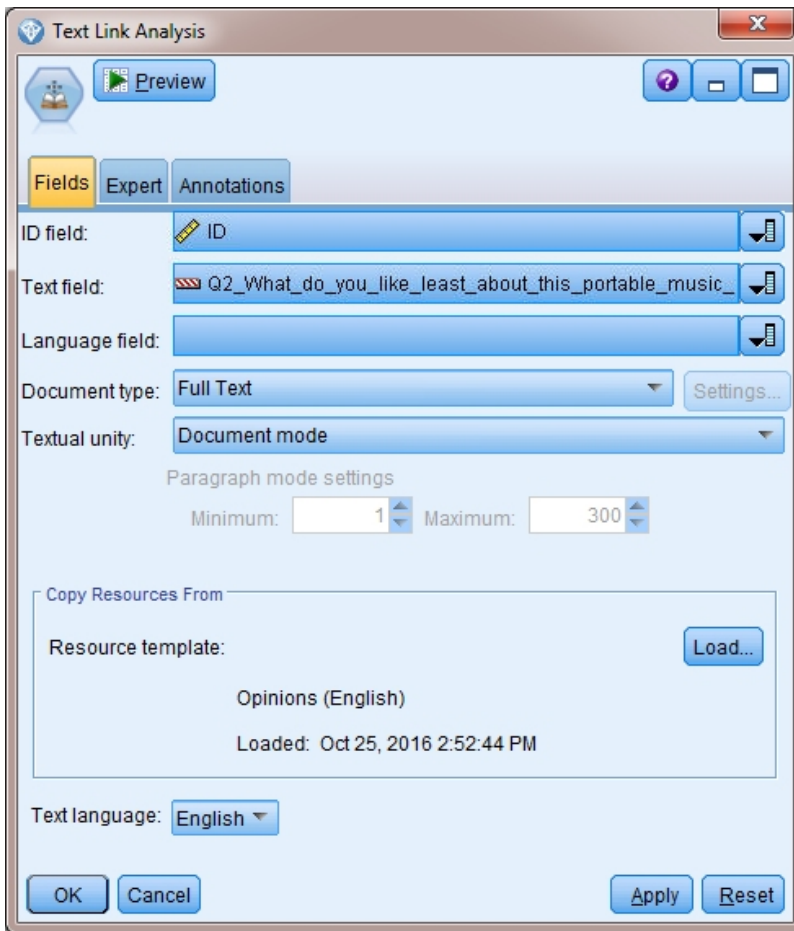 Text Link Analysis
Preview
Fields Expert Annotations
ID field: ID
Text field: Q2_What_do_you_like_least_about_this_portable_music_
Language field:
Document type: Full Text Settings...
Textual unity: Document mode
Paragraph mode settings
Minimum: 1 Maximum: 300
Copy Resources From
Resource template: Load...
Opinions (English)
Loaded: Oct 25, 2016 2:52:44 PM
Text language: English
OK Cancel Apply Reset